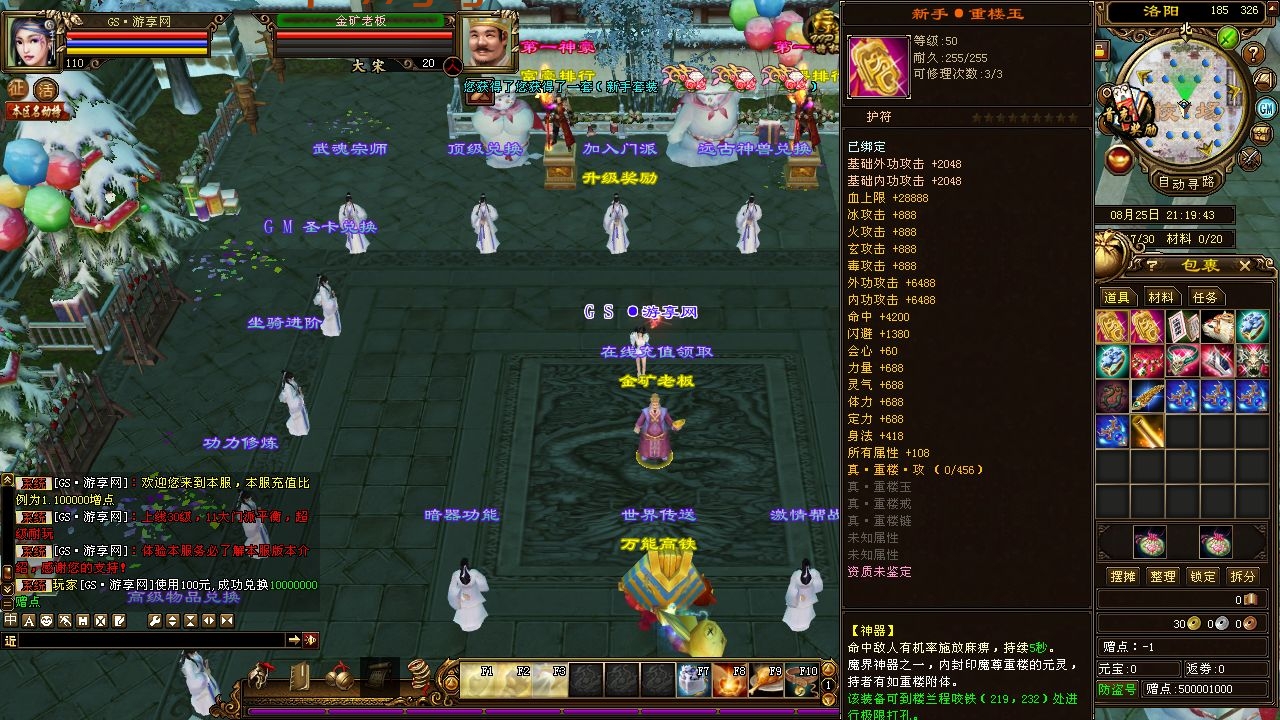 GS·游享网
110
金矿老板
大宋
20
征 活
本区名动榜
第一神豪
富豪排行
您获得了您获得了一套（新手套装
武魂宗师
顶级兑换
加入门派
远古神兽兑换
升级奖励
GM 圣卡兑换
坐骑进阶
GS●游享网
在线充值领取
金矿老板
功力修炼
暗器功能
世界传送
激情帮战
万能高铁
高级物品兑换
系统 [GS·游享网]：欢迎您来到本服，本服充值比
例为1.100000增点
系统 [GS·游享网]：上线30级，11大门派平衡，超
级耐玩
系统 [GS·游享网]：体验本服务必了解本服版本介
绍，感谢您的支持！
系统 玩家[GS·游享网]使用100元,成功兑换10000000
赠点
近
F1 F2 F3 F7 F8 F9 F10
1
新手●重楼玉
等级:50
耐久:255/255
可修理次数:3/3
护符
已绑定
基础外功攻击 +2048
基础内功攻击 +2048
血上限 +28888
冰攻击 +888
火攻击 +888
玄攻击 +888
毒攻击 +888
外功攻击 +6488
内功攻击 +6488
命中 +4200
闪避 +1380
会心 +60
力量 +688
灵气 +688
体力 +688
定力 +688
身法 +418
所有属性 +108
真·重楼·攻（0/456）
真·重楼玉
真·重楼戒
真·重楼链
未知属性
未知属性
资质未鉴定
【神器】
命中敌人有机率施放麻痹，持续5秒。
魔界神器之一，内封印魔尊重楼的元灵，
持者有如重楼附体。
该装备可到楼兰程咬铁（219，232）处进
行极限打孔。
洛阳
185 326
北
GM
自动寻路
08月25日 21:19:43
7/30 材料 0/20
? 包裹 X
道具 材料 任务
摆摊 整理 锁定 拆分
0
30 0 0
赠点：-1
元宝:0 返券:
防盗号 赠点:500001000